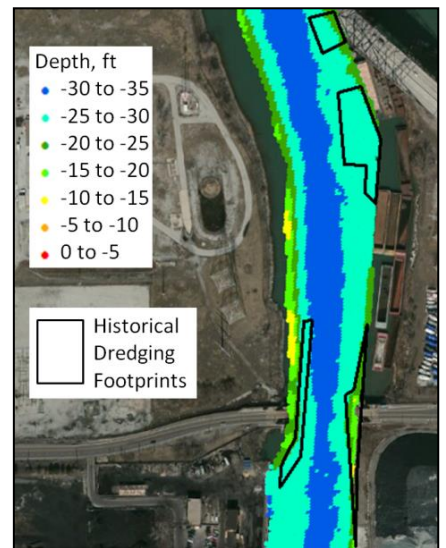 Depth, ft
-30 to -35
-25 to -30
-20 to -25
-15 to -20
-10 to -15
-5 to -10
0 to -5
Historical
Dredging
Footprints